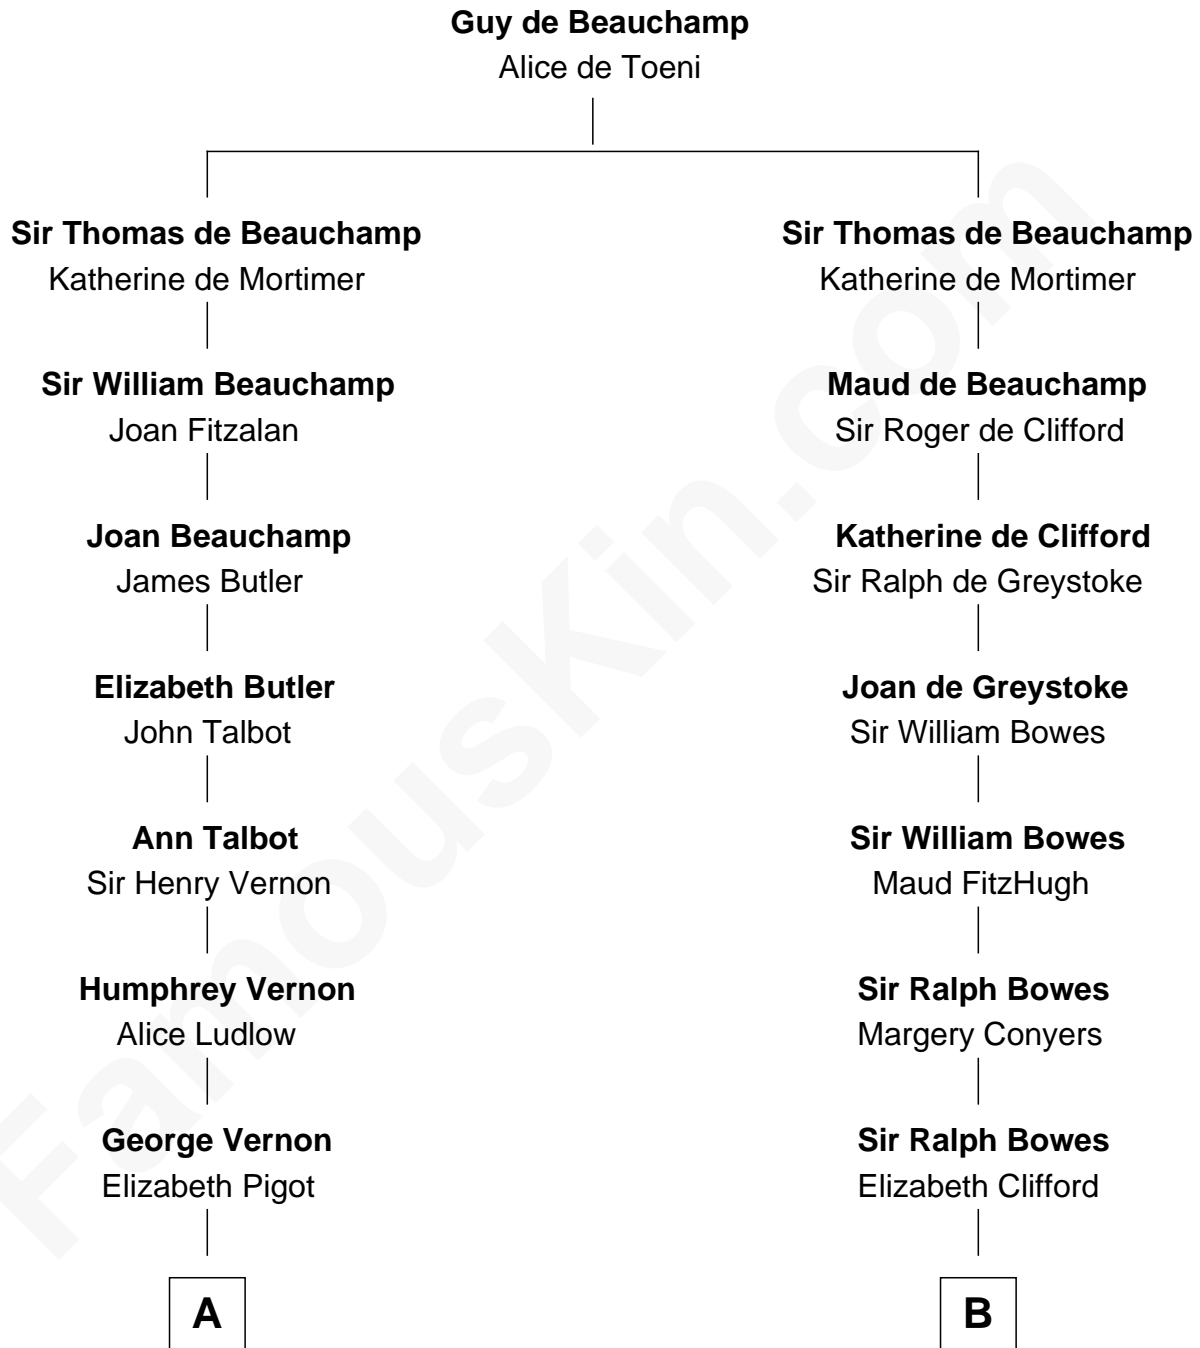 Guy de Beauchamp
Alice de Toeni
Sir Thomas de Beauchamp
Katherine de Mortimer
Sir Thomas de Beauchamp
Katherine de Mortimer
Sir William Beauchamp
Joan Fitzalan
Maud de Beauchamp
Sir Roger de Clifford
Joan Beauchamp
James Butler
Katherine de Clifford
Sir Ralph de Greystoke
Elizabeth Butler
John Talbot
Joan de Greystoke
Sir William Bowes
Ann Talbot
Sir Henry Vernon
Sir William Bowes
Maud FitzHugh
Humphrey Vernon
Alice Ludlow
Sir Ralph Bowes
Margery Conyers
George Vernon
Elizabeth Pigot
Sir Ralph Bowes
Elizabeth Clifford
A
B
FamousKin.com